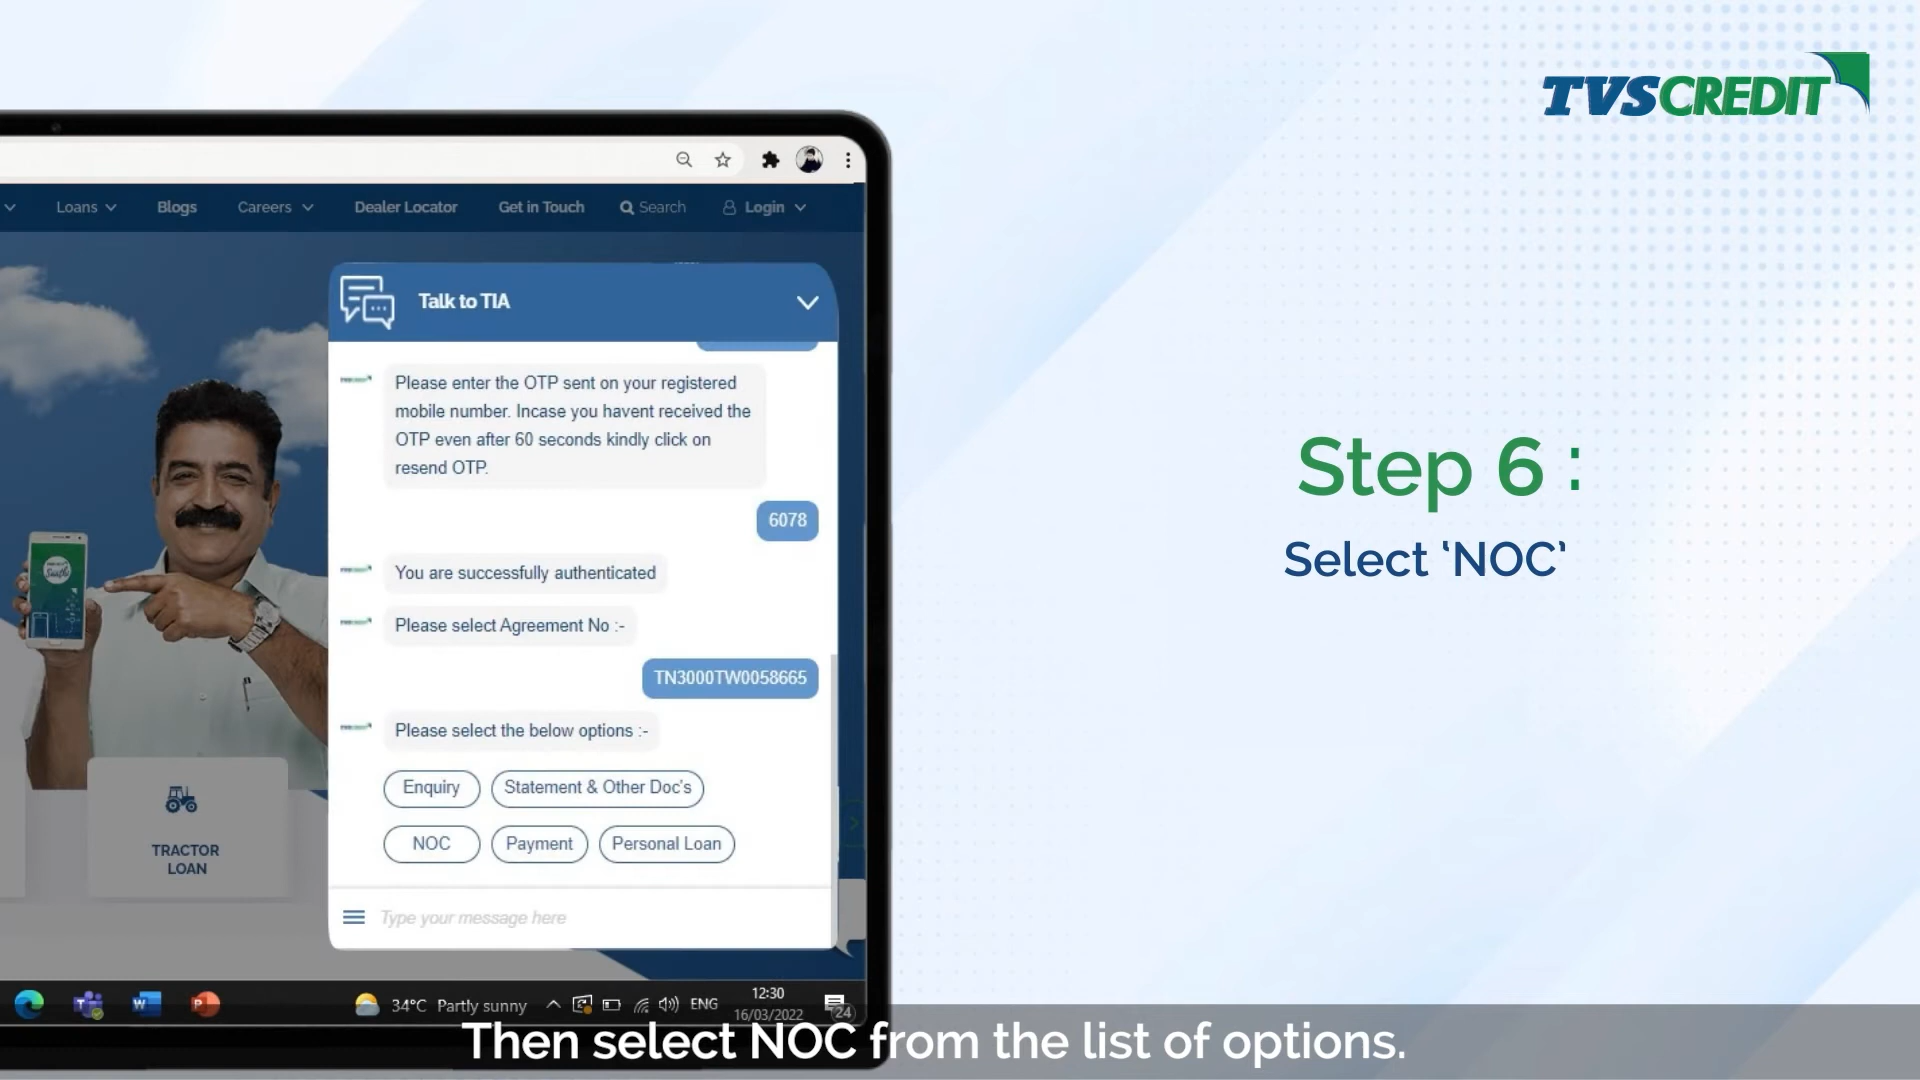 TVS CREDIT
Loans
Blogs
Careers
Dealer Locator
Get in Touch
Search
Login
Talk to TIA
Please enter the OTP sent on your registered
mobile number. Incase you havent received the
OTP even after 60 seconds kindly click on
resend OTP.
6078
You are successfully authenticated
Please select Agreement No :-
TN3000TW0058665
Please select the below options :-
Enquiry
Statement & Other Doc's
NOC
Payment
Personal Loan
Type your message here
Saathi
TRACTOR
LOAN
Step 6 :
Select ‘NOC’
34°C Partly sunny
ENG
12:30
16/03/2022
24
Then select NOC from the list of options.